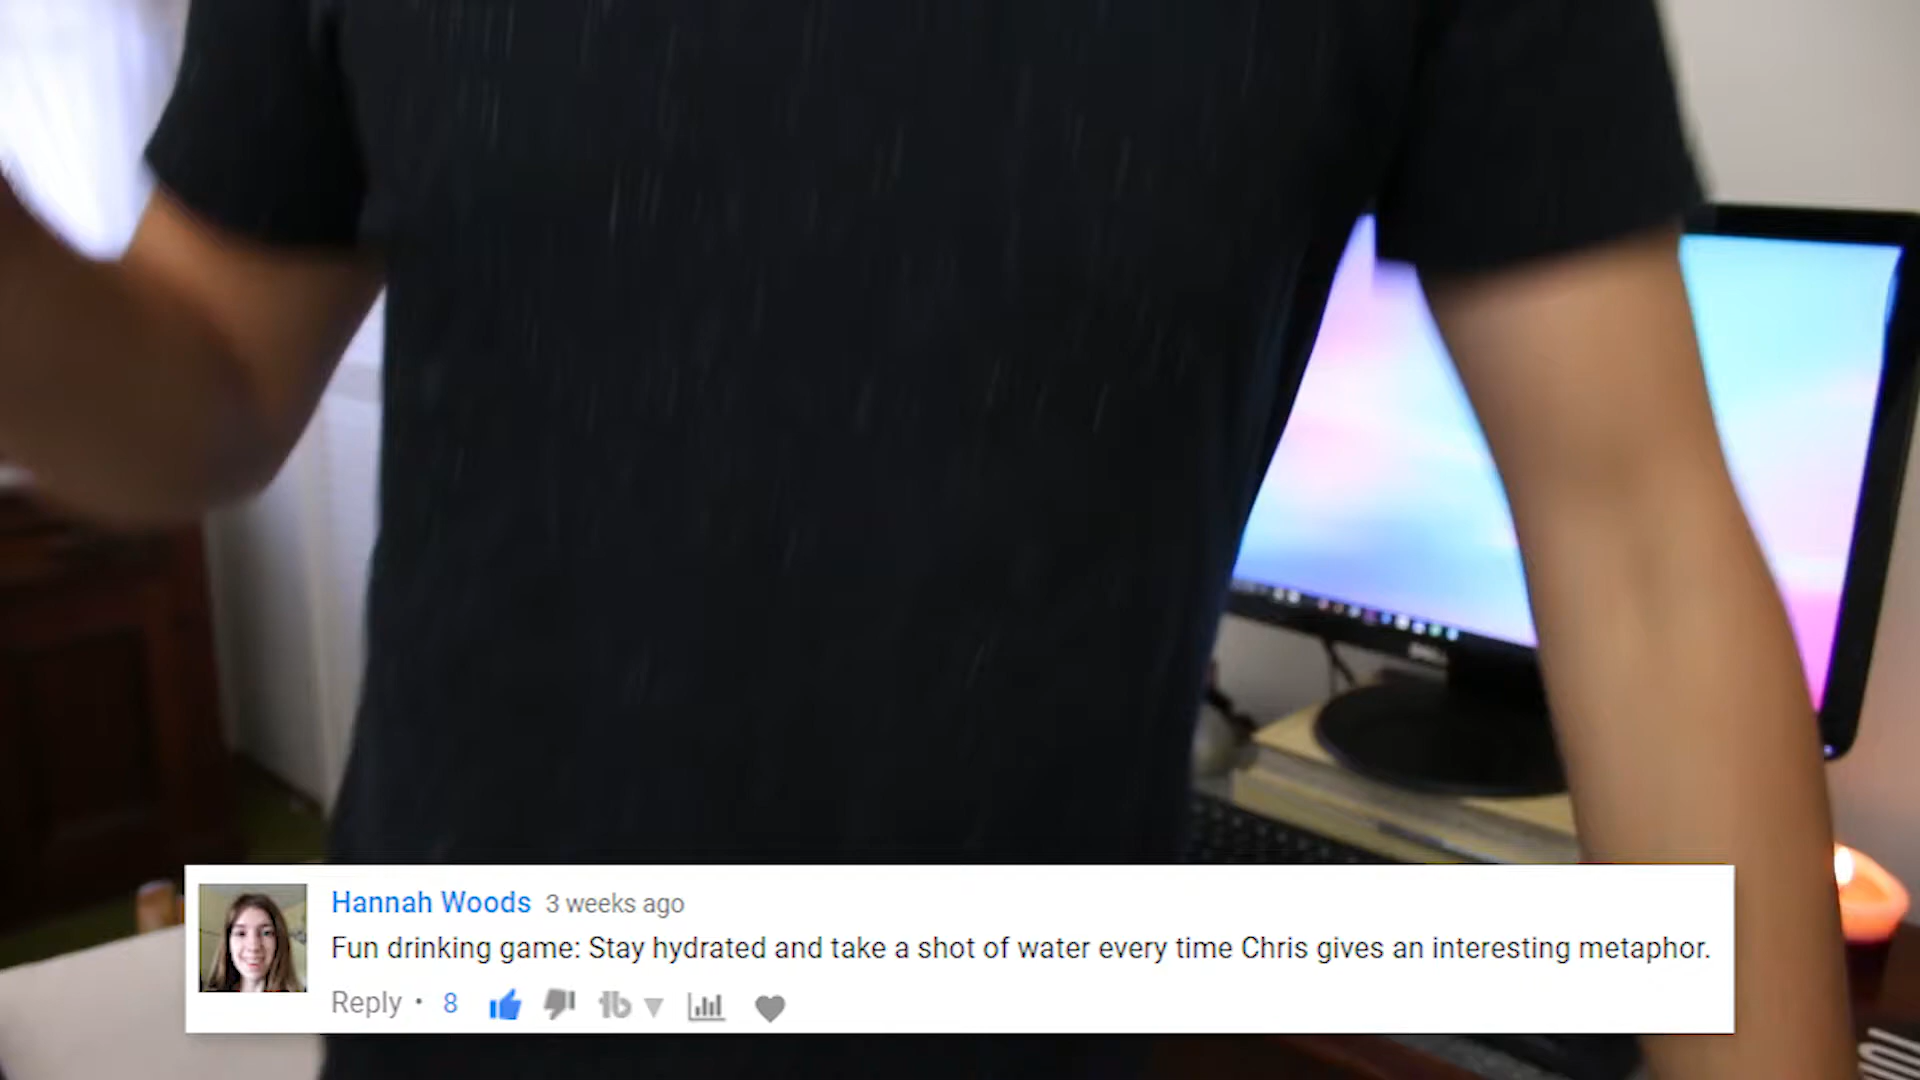 Hannah Woods 3 weeks ago
Fun drinking game: Stay hydrated and take a shot of water every time Chris gives an interesting metaphor.
Reply • 8
DELL